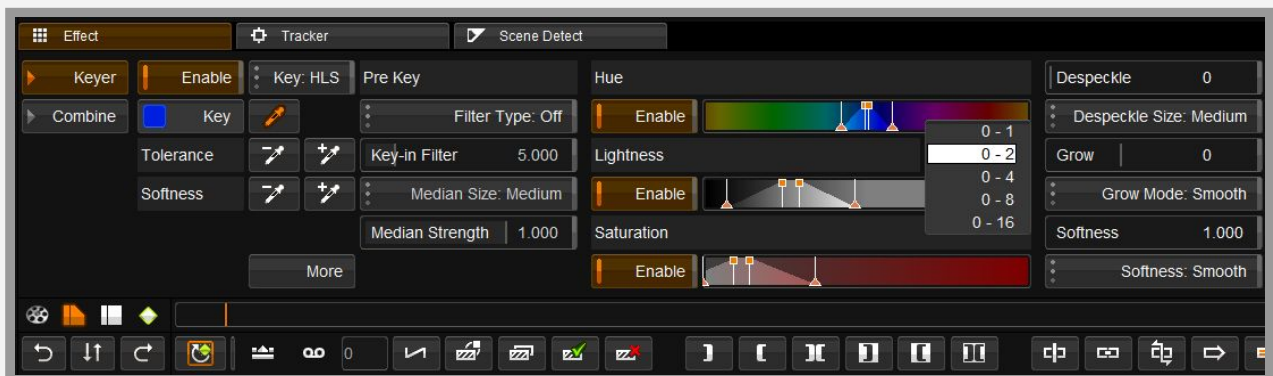 Effect
Tracker
Scene Detect
Keyer
Enable
Key: HLS
Pre Key
Hue
Despeckle 0
Combine
Key
Filter Type: Off
Enable
Despeckle Size: Medium
Tolerance
Key-in Filter 5.000
Lightness
0 - 1
0 - 2
0 - 4
0 - 8
0 - 16
Grow 0
Softness
Median Size: Medium
Enable
Grow Mode: Smooth
Median Strength 1.000
Saturation
Softness 1.000
More
Enable
Softness: Smooth
0